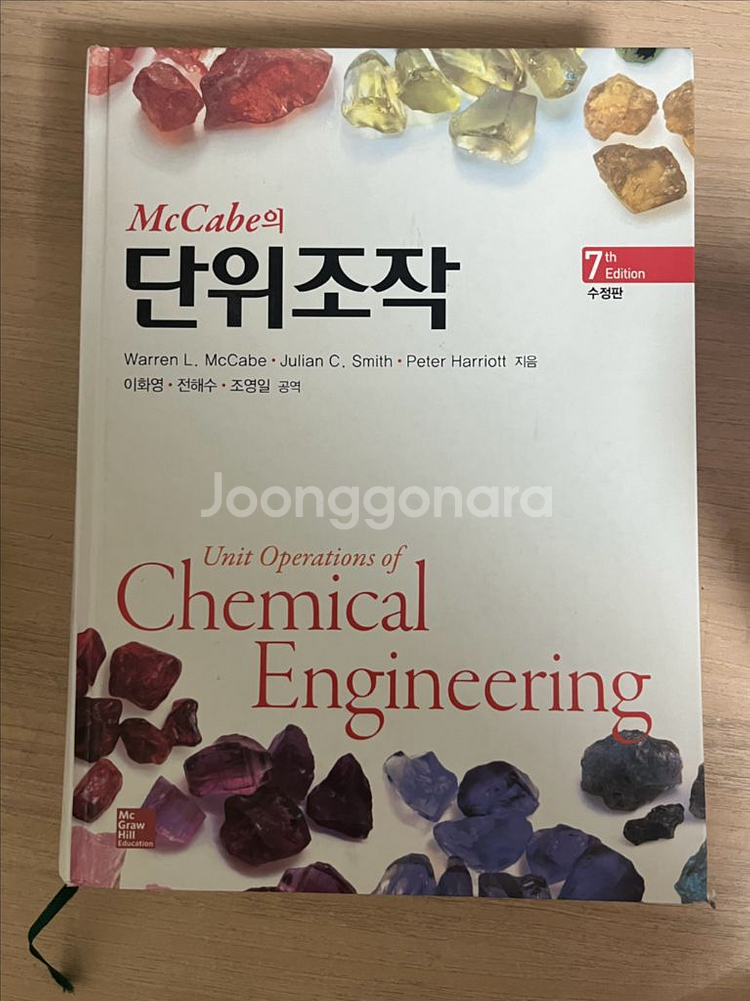 McCabe의
단위조작
7th
Edition
수정판
Warren L. McCabe • Julian C. Smith • Peter Harriott 지음
이화영 • 전해수 • 조영일 공역
Joonggonara
Unit Operations of
Chemical
Engineering
Mc
Graw
Hill
Education